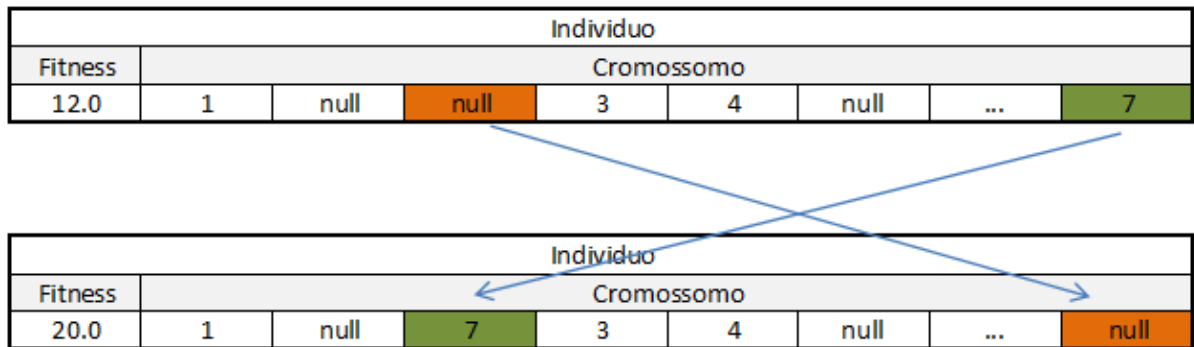 Individuo
Fitness Cromossomo
12.0 1 null null 3 4 null ... 7
Individuo
Fitness Cromossomo
20.0 1 null 7 3 4 null ... null